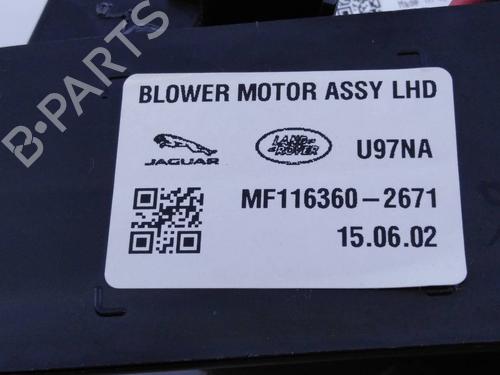 BLOWER MOTOR ASSY LHD
JAGUAR
LAND ROVER
U97NA
MF116360-2671
15.06.02
B-PARTS